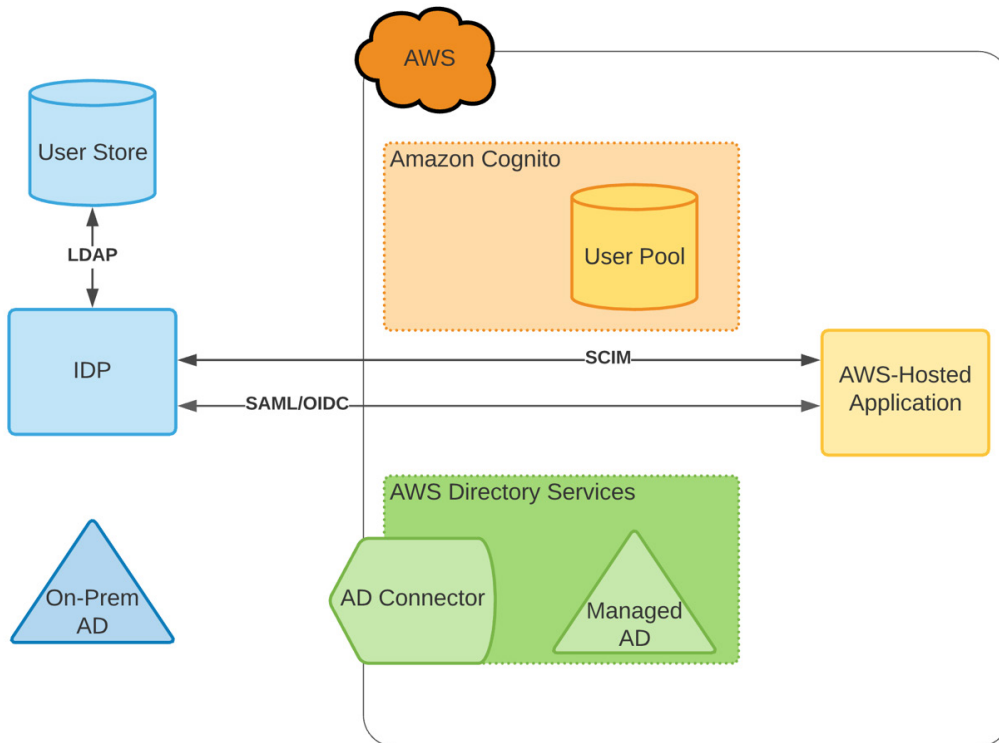 AWS
User Store
Amazon Cognito
User Pool
LDAP
IDP
SCIM
SAML/OIDC
AWS-Hosted
Application
AWS Directory Services
On-Prem
AD
AD Connector
Managed
AD